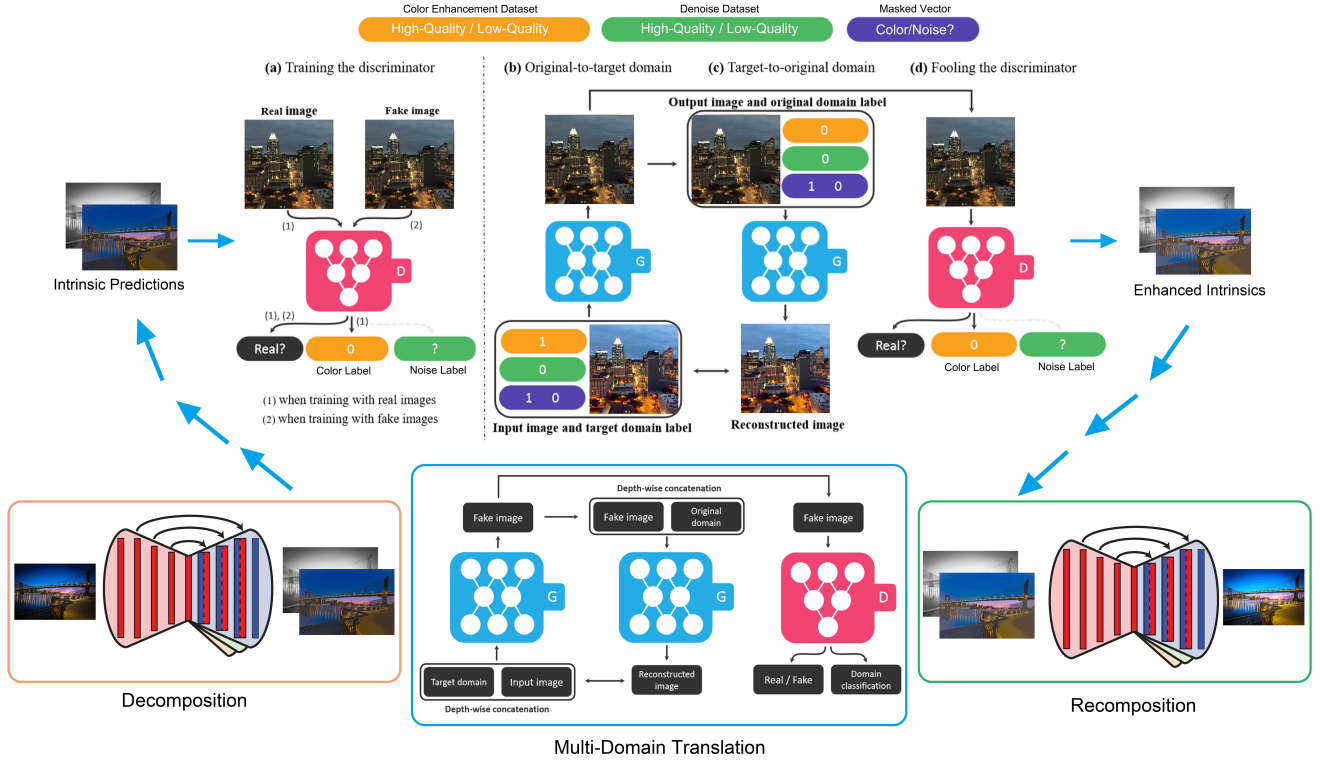 Color Enhancement Dataset
Denoise Dataset
Masked Vector
High-Quality / Low-Quality
High-Quality / Low-Quality
Color/Noise?
(a) Training the discriminator
(b) Original-to-target domain
(c) Target-to-original domain
(d) Fooling the discriminator
Real image
Fake image
(1)
(2)
D
(1), (2)
(1)
Real?
0
?
Color Label
Noise Label
(1) when training with real images
(2) when training with fake images
Intrinsic Predictions
Output image and original domain label
0
0
1 0
G
G
1
0
1 0
Input image and target domain label
Reconstructed image
D
Real?
0
?
Color Label
Noise Label
Enhanced Intrinsics
Decomposition
Depth-wise concatenation
Fake image
Fake image
Original
domain
Fake image
G
G
D
Target domain
Input image
Reconstructed
image
Real / Fake
Domain
classification
Depth-wise concatenation
Multi-Domain Translation
Recomposition